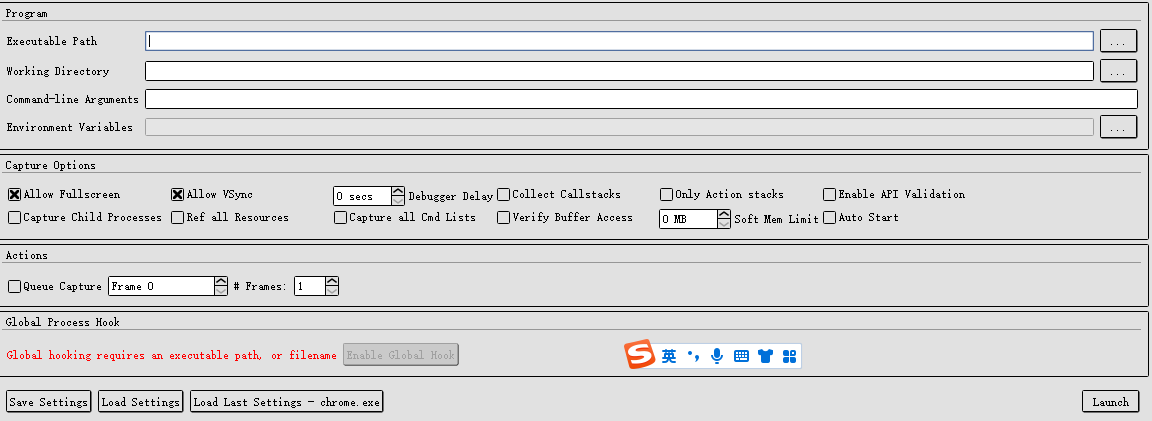 Program
Executable Path ...
Working Directory ...
Command-line Arguments
Environment Variables ...
Capture Options
Allow Fullscreen Allow VSync 0 secs Debugger Delay Collect Callstacks Only Action stacks Enable API Validation
Capture Child Processes Ref all Resources Capture all Cmd Lists Verify Buffer Access 0 MB Soft Mem Limit Auto Start
Actions
Queue Capture Frame 0 # Frames: 1
Global Process Hook
Global hooking requires an executable path, or filename Enable Global Hook S 英
Save Settings Load Settings Load Last Settings - chrome.exe Launch